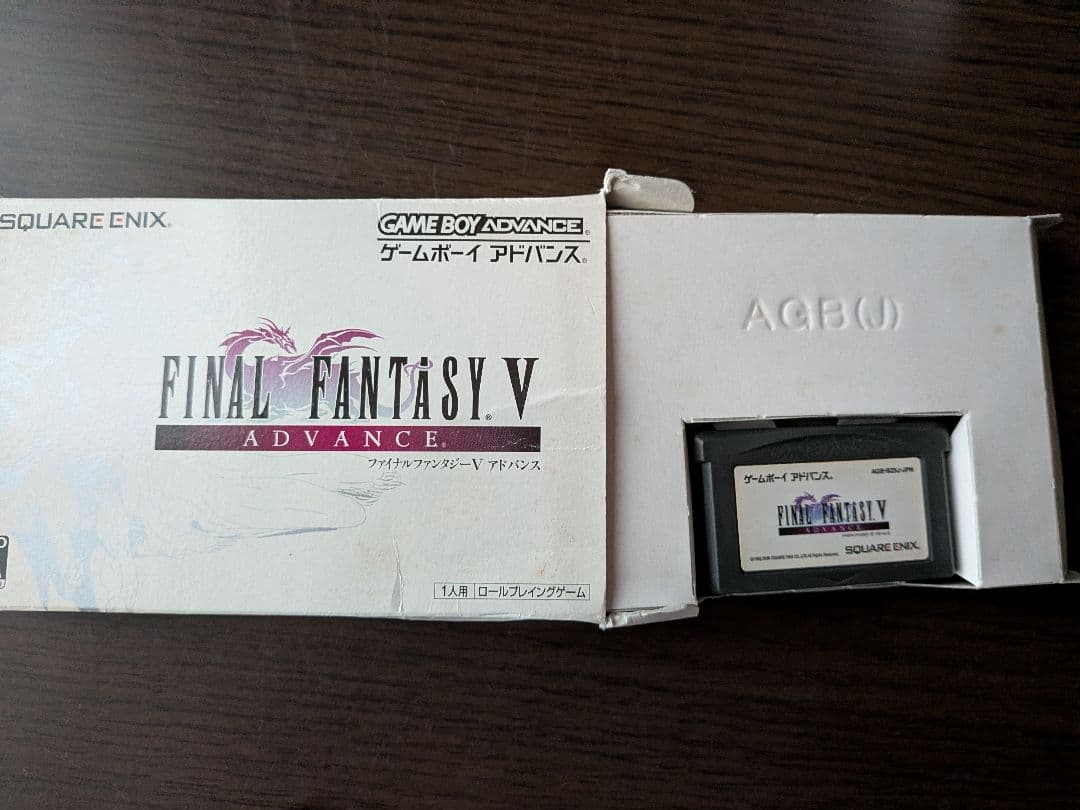 SQUARE ENIX®
GAME BOY ADVANCE®
ゲームボーイ アドバンス®
FINAL FANTASY® V
ADVANCE®
ファイナルファンタジーV アドバンス
1人用 ロールプレイングゲーム
AGB(J)
ゲームボーイ アドバンス®
FINAL FANTASY® V
ADVANCE
SQUARE ENIX